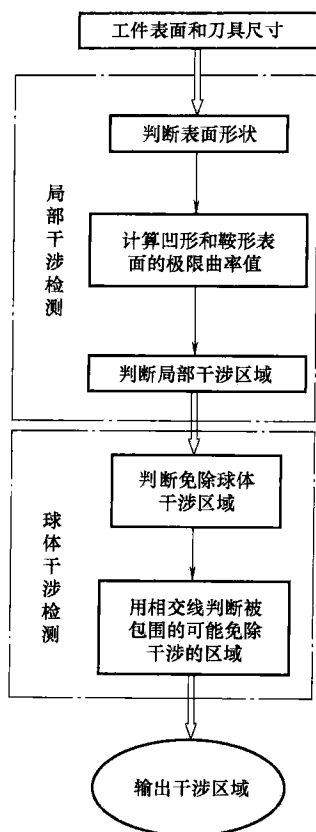 工件表面和刀具尺寸
判断表面形状
局部干涉检测
计算凹形和鞍形表
面的极限曲率值
判断局部干涉区域
球体干涉检测
判断免除球体
干涉区域
用相交线判断被
包围的可能免除
干涉的区域
输出干涉区域